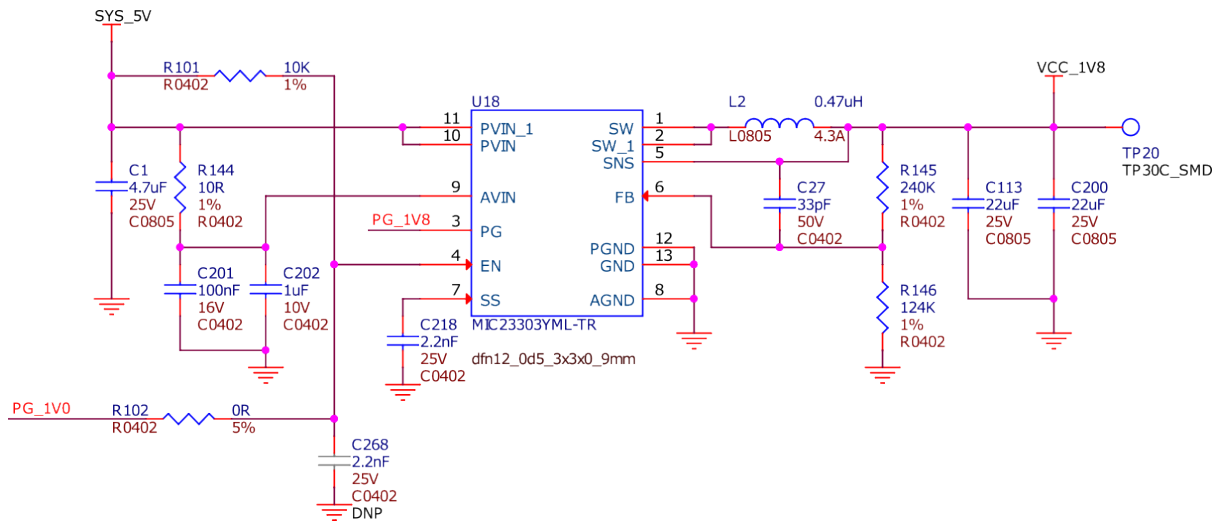 SYS_5V
R101
R0402
10K
1%
R144
10R
1%
R0402
C1
4.7uF
25V
C0805
C201
100nF
16V
C0402
C202
1uF
10V
C0402
PG_1V8
U18
11
10
9
3
4
7
PVIN_1
PVIN
AVIN
PG
EN
SS
SW
SW_1
SNS
FB
PGND
GND
AGND
1
2
5
6
12
13
8
MIC23303YML-TR
dfn12_0d5_3x3x0_9mm
C218
2.2nF
25V
C0402
PG_1V0
R102
R0402
0R
5%
C268
2.2nF
25V
C0402
DNP
L2
0.47uH
L0805
4.3A
C27
33pF
50V
C0402
R145
240K
1%
R0402
R146
124K
1%
R0402
C113
22uF
25V
C0805
C200
22uF
25V
C0805
VCC_1V8
TP20
TP30C_SMD